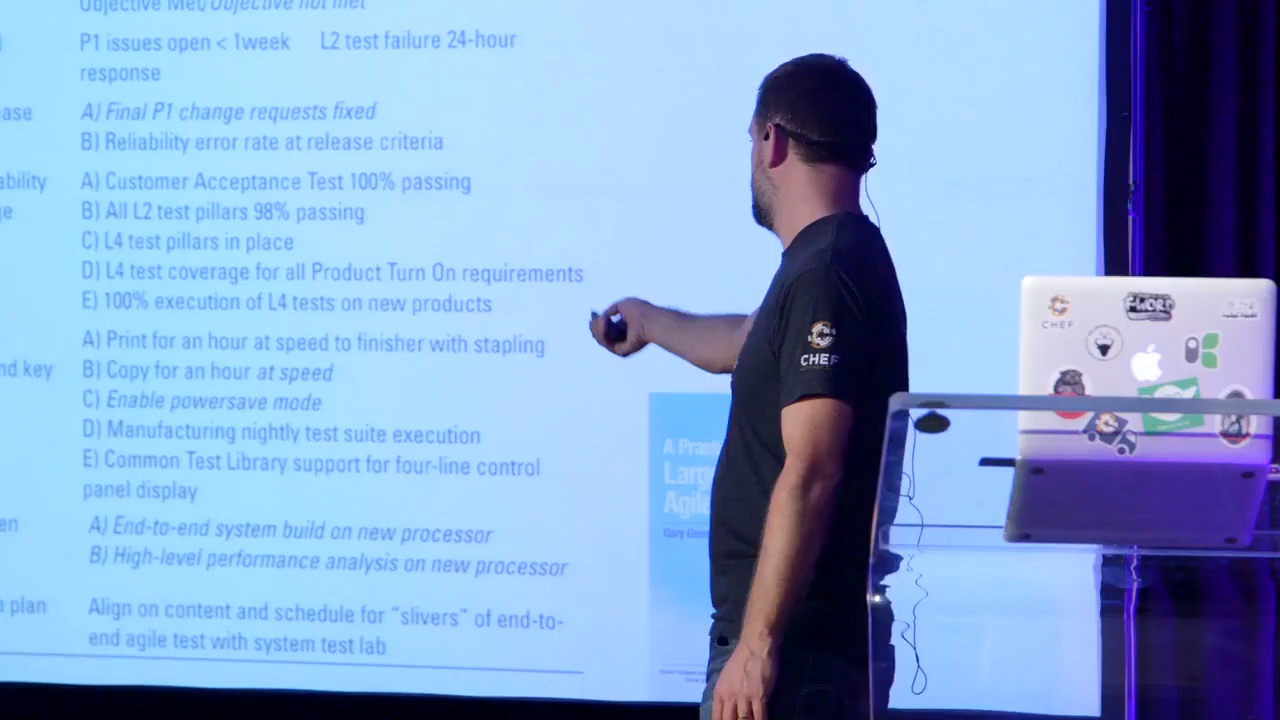 Objective Met/Objective not met
P1 issues open < 1week L2 test failure 24-hour
response
ase
A) Final P1 change requests fixed
B) Reliability error rate at release criteria
ability
A) Customer Acceptance Test 100% passing
ge
B) All L2 test pillars 98% passing
C) L4 test pillars in place
D) L4 test coverage for all Product Turn On requirements
E) 100% execution of L4 tests on new products
A) Print for an hour at speed to finisher with stapling
nd key
B) Copy for an hour at speed
C) Enable powersave mode
D) Manufacturing nightly test suite execution
E) Common Test Library support for four-line control
panel display
en
A) End-to-end system build on new processor
B) High-level performance analysis on new processor
n plan
Align on content and schedule for “slivers” of end-to-
end agile test with system test lab
A Pract
Larg
Agile
Gary Gru
CHEF
CHEF